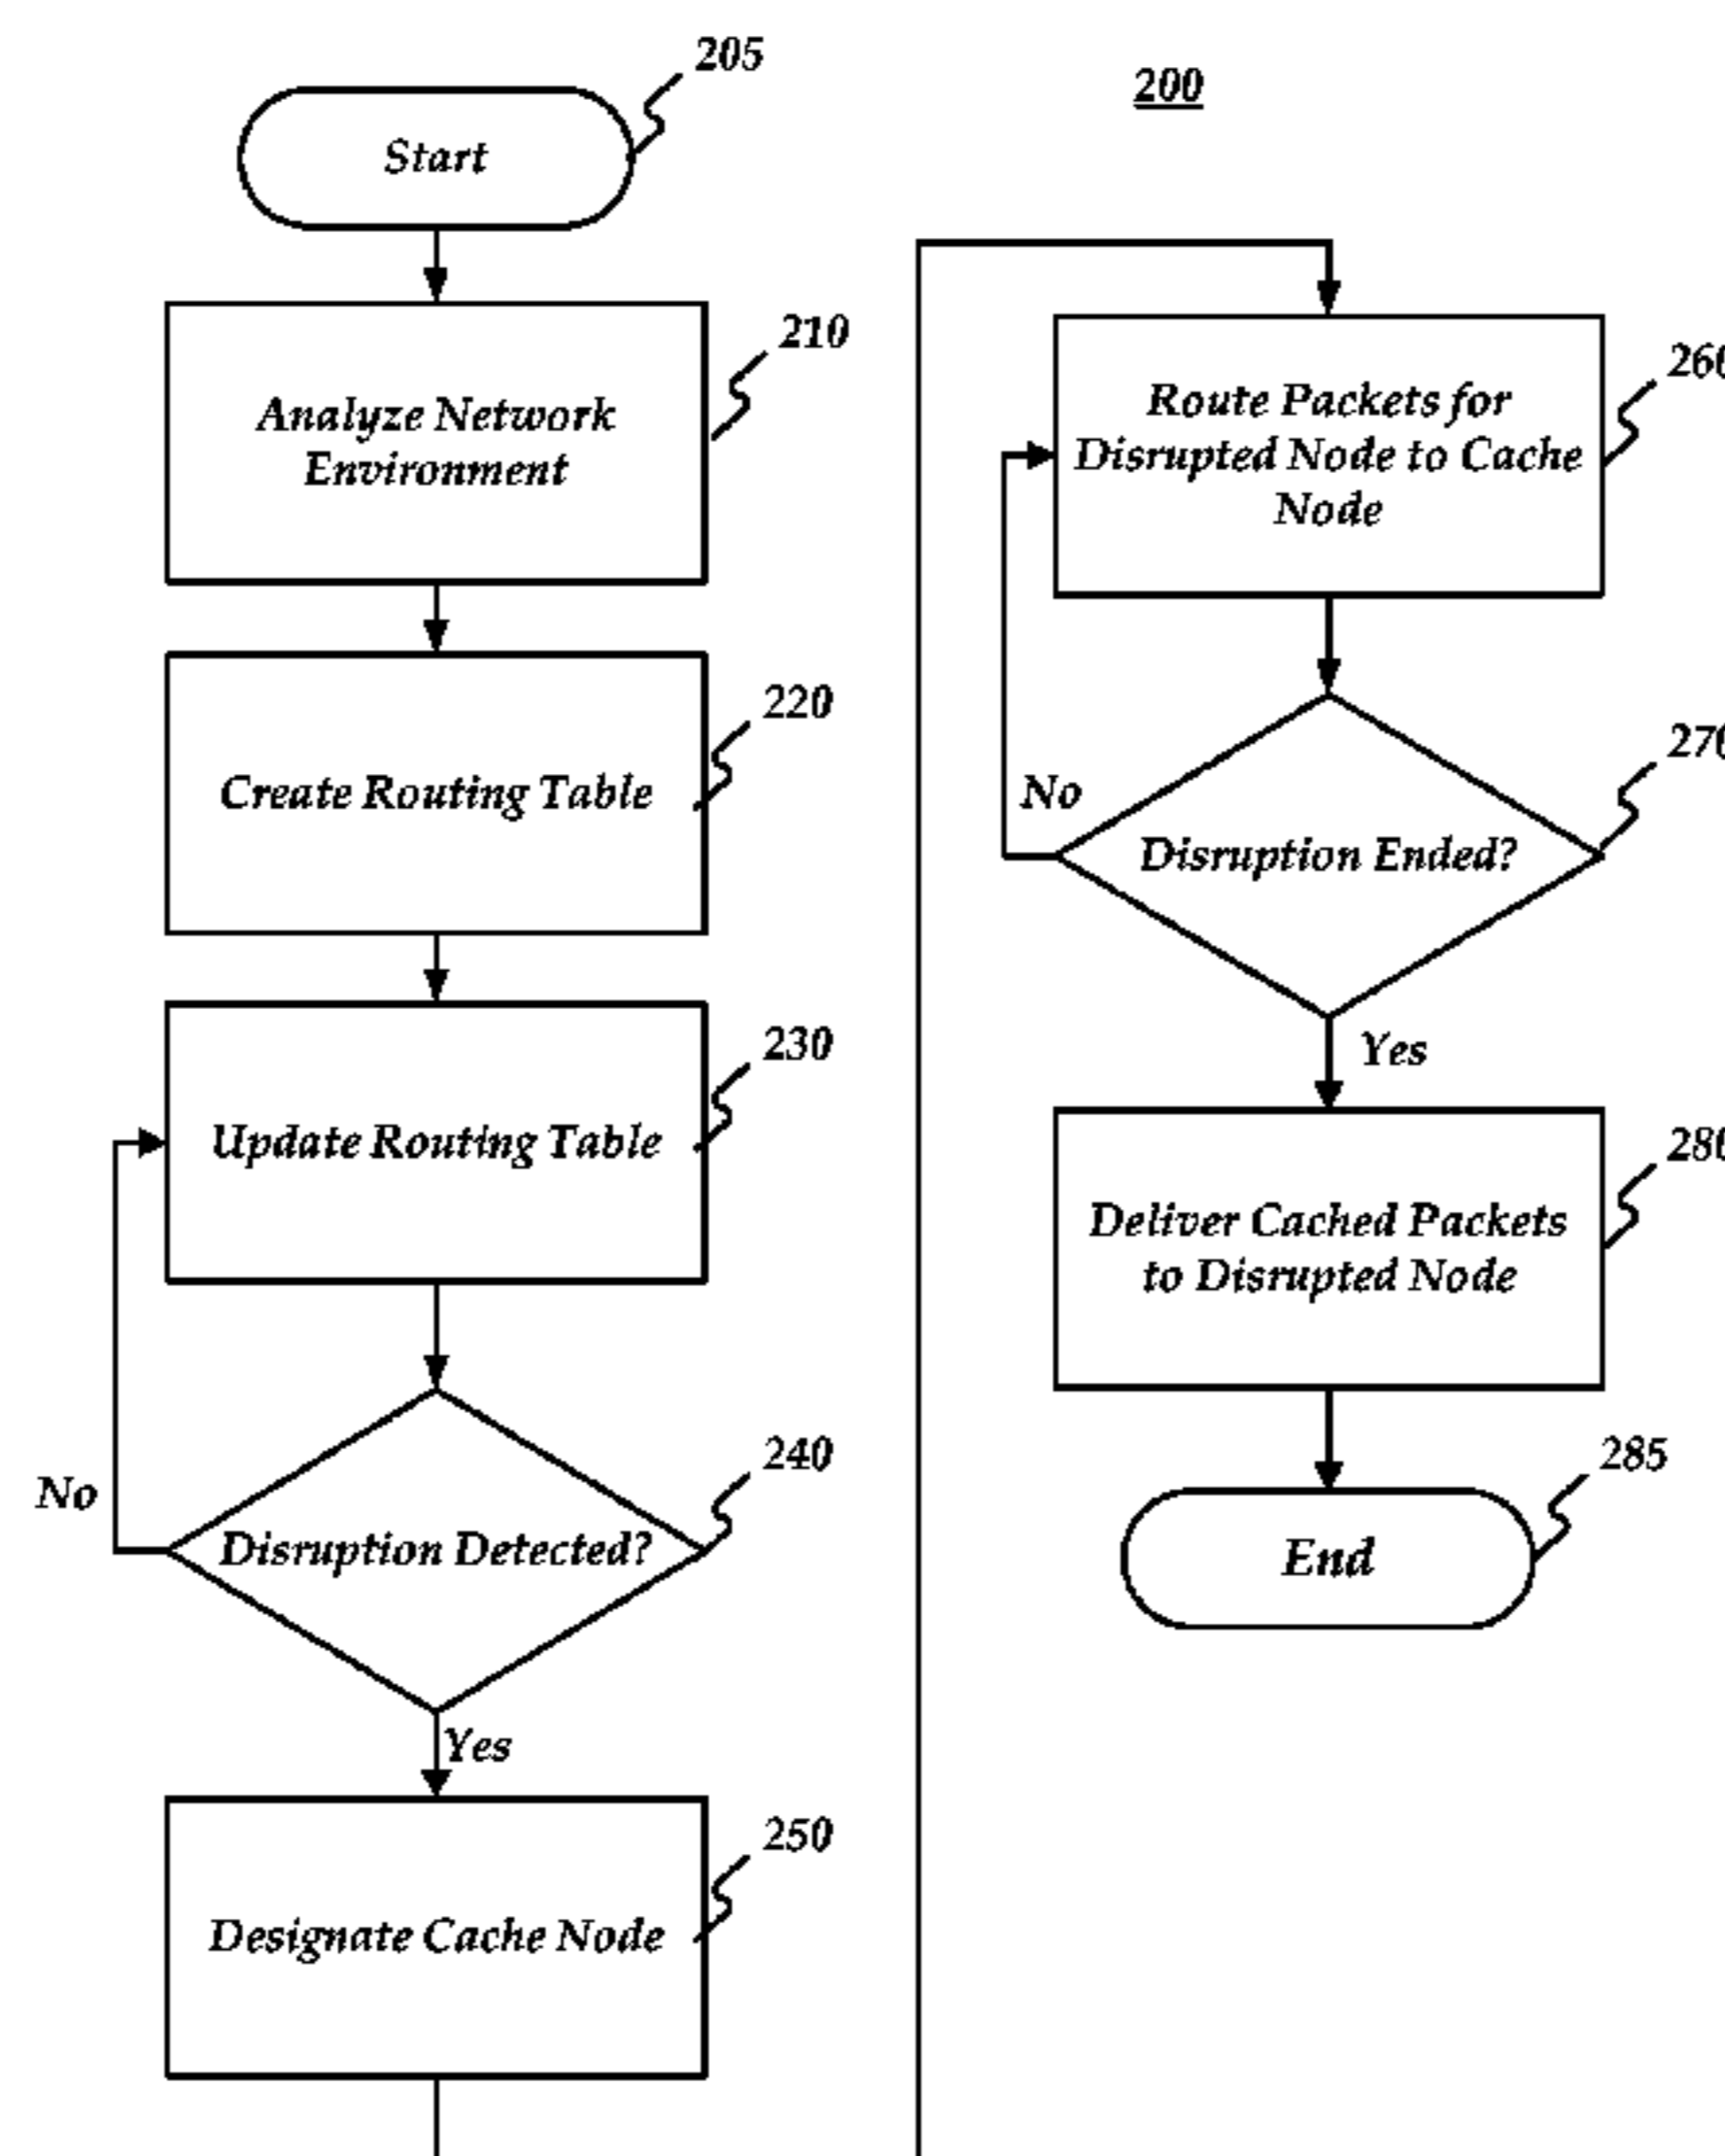 205
Start
210
Analyze Network
Environment
220
Create Routing Table
230
Update Routing Table
240
No
Disruption Detected?
Yes
250
Designate Cache Node
200
260
Route Packets for
Disrupted Node to Cache
Node
270
No
Disruption Ended?
Yes
280
Deliver Cached Packets
to Disrupted Node
285
End